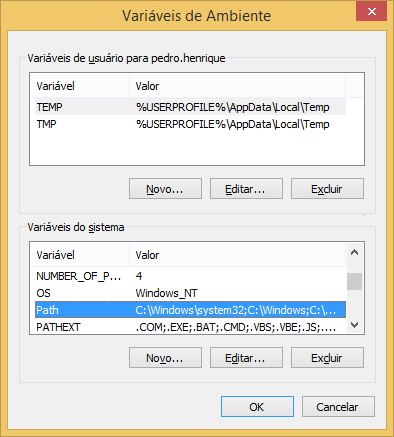 Variáveis de Ambiente
Variáveis de usuário para pedro.henrique
Variável Valor
TEMP %USERPROFILE%\AppData\Local\Temp
TMP %USERPROFILE%\AppData\Local\Temp
Novo... Editar... Excluir
Variáveis do sistema
Variável Valor
NUMBER_OF_P... 4
OS Windows_NT
Path C:\Windows\system32;C:\Windows;C:\...
PATHEXT .COM;.EXE;.BAT;.CMD;.VBS;.VBE;.JS;....
Novo... Editar... Excluir
OK Cancelar